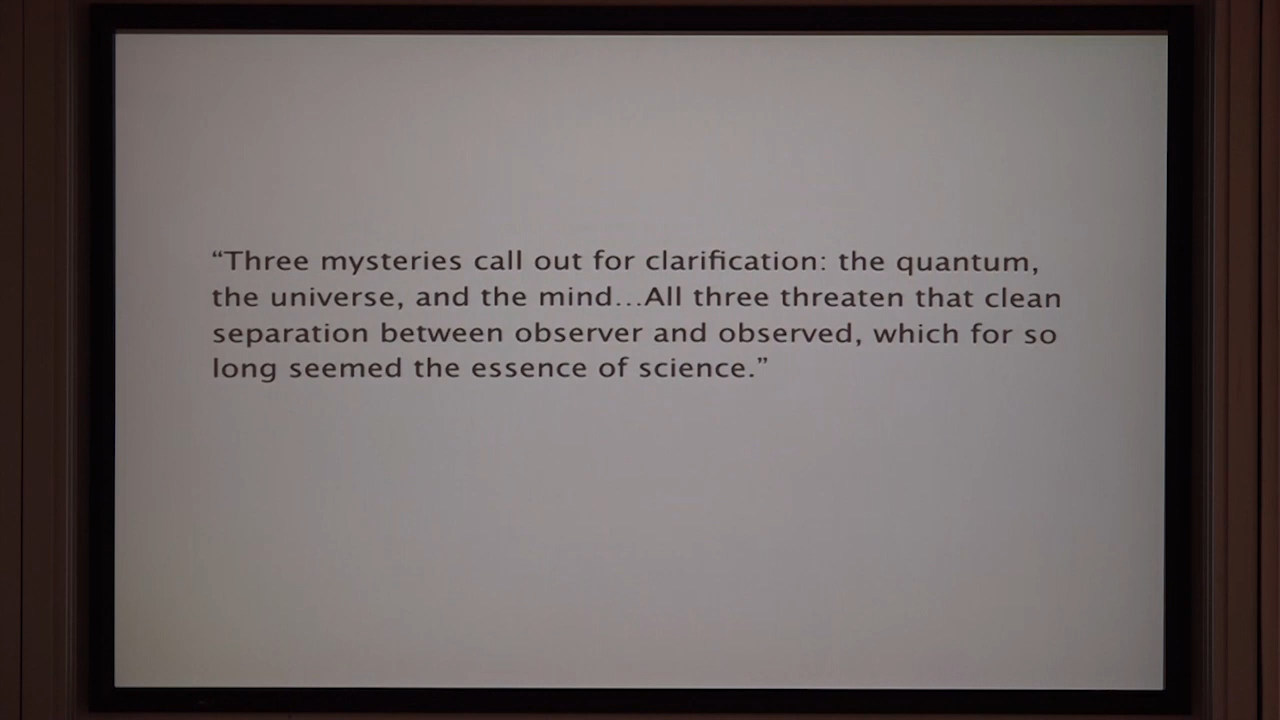 “Three mysteries call out for clarification: the quantum,
the universe, and the mind...All three threaten that clean
separation between observer and observed, which for so
long seemed the essence of science.”